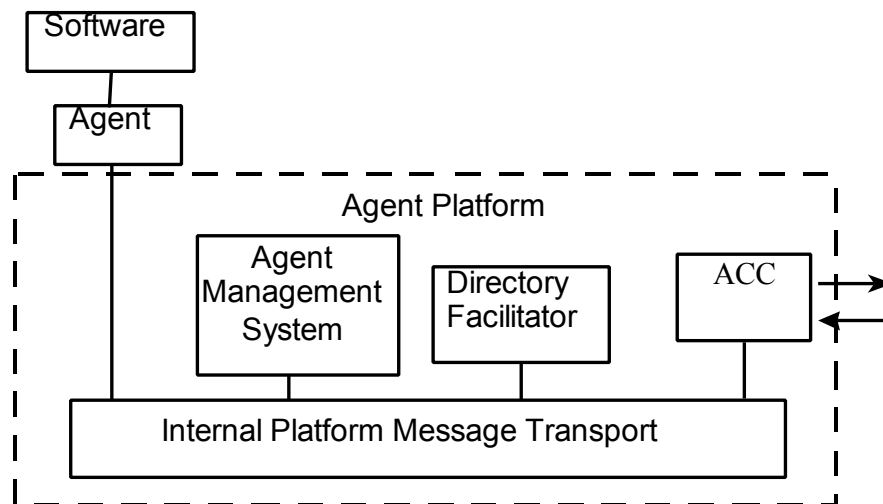 Software
Agent
Agent Platform
Agent
Management
System
Directory
Facilitator
ACC
Internal Platform Message Transport